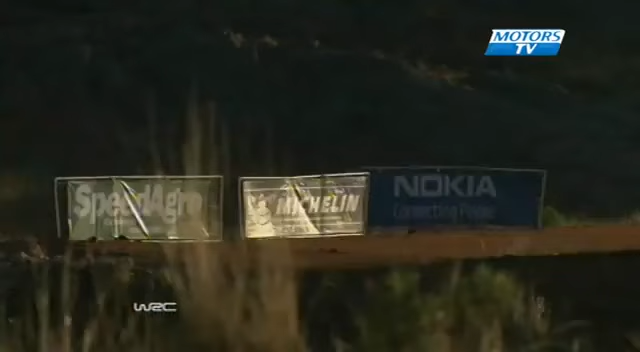 MOTORS
TV
SpeedAgro
MICHELIN
NOKIA
Connecting People
WRC